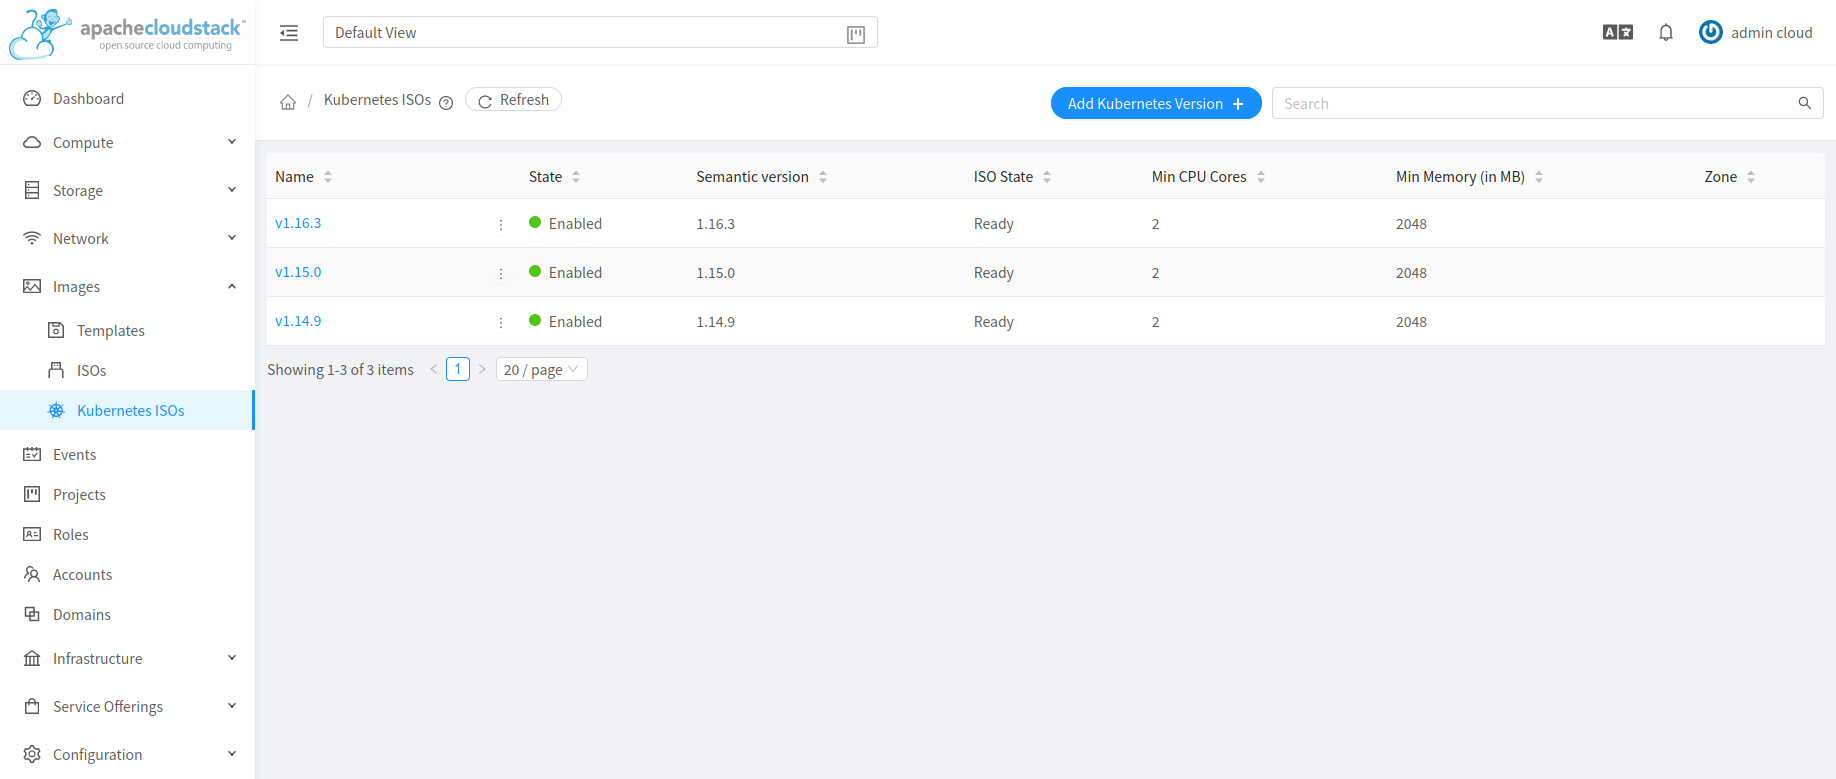 apachecloudstack™
open source cloud computing
Default View
admin cloud
Dashboard
Compute
Storage
Network
Images
Templates
ISOs
Kubernetes ISOs
Events
Projects
Roles
Accounts
Domains
Infrastructure
Service Offerings
Configuration
/ Kubernetes ISOs Refresh
Add Kubernetes Version +
Search
Name State Semantic version ISO State Min CPU Cores Min Memory (in MB) Zone
v1.16.3 Enabled 1.16.3 Ready 2 2048
v1.15.0 Enabled 1.15.0 Ready 2 2048
v1.14.9 Enabled 1.14.9 Ready 2 2048
Showing 1-3 of 3 items < 1 > 20 / page